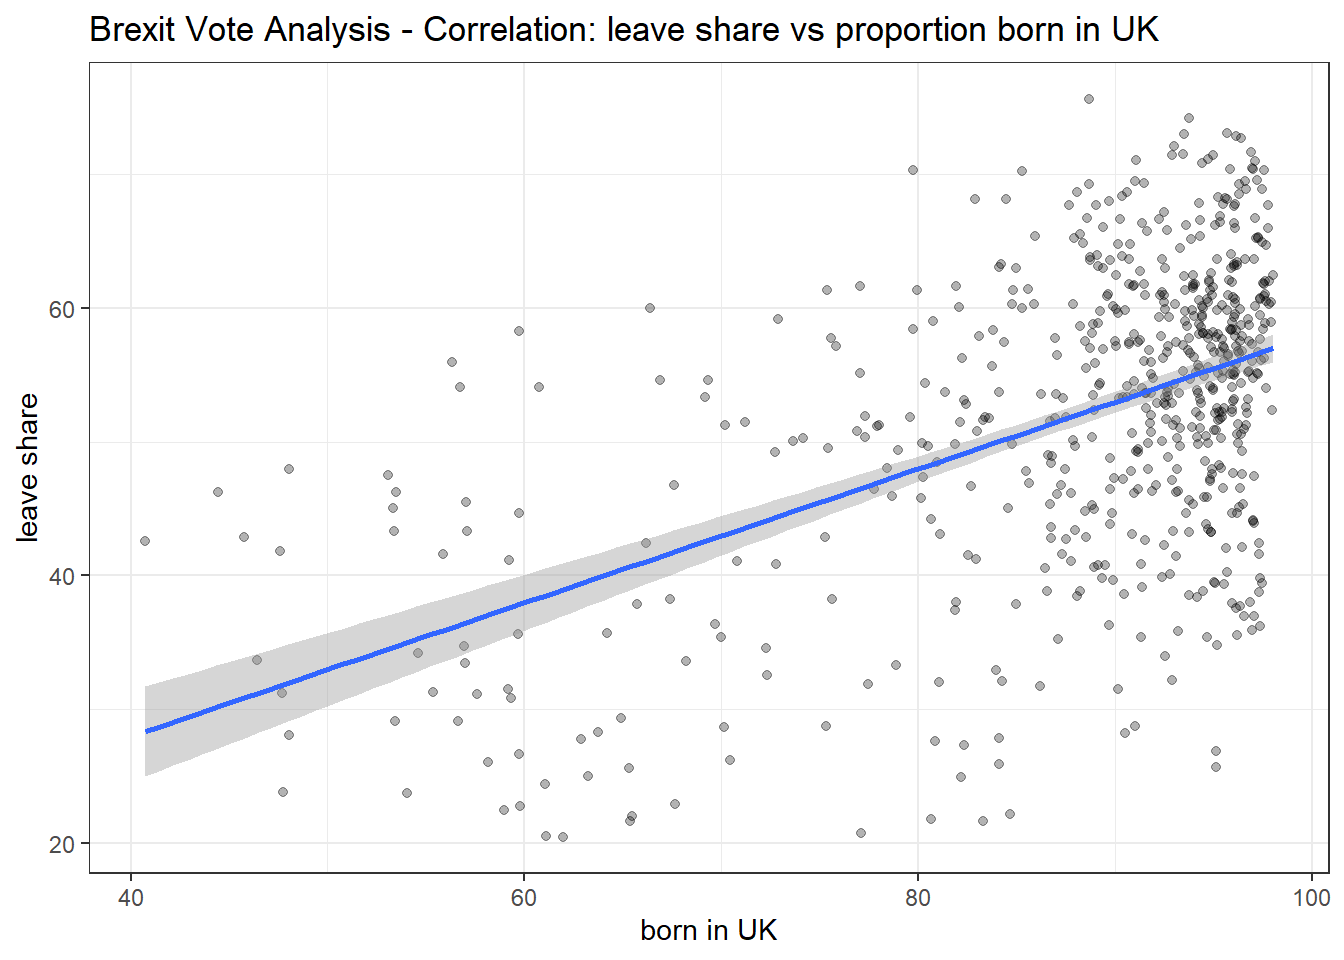 Brexit Vote Analysis - Correlation: leave share vs proportion born in UK
leave share
60
40
20
40 60 80 100
born in UK